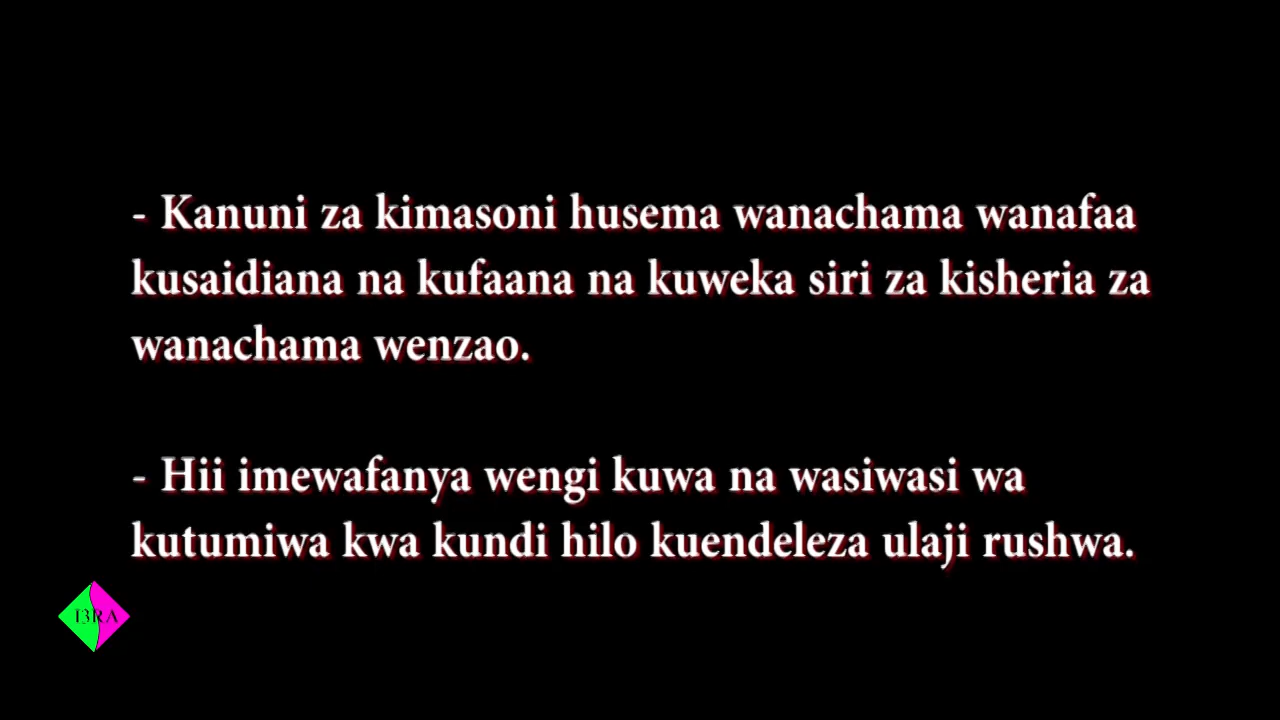 - Kanuni za kimasoni husema wanachama wanafaa
kusaidiana na kufaana na kuweka siri za kisheria za
wanachama wenzao.
- Hii imewafanya wengi kuwa na wasiwasi wa
kutumiwa kwa kundi hilo kuendeleza ulaji rushwa.
I3RA